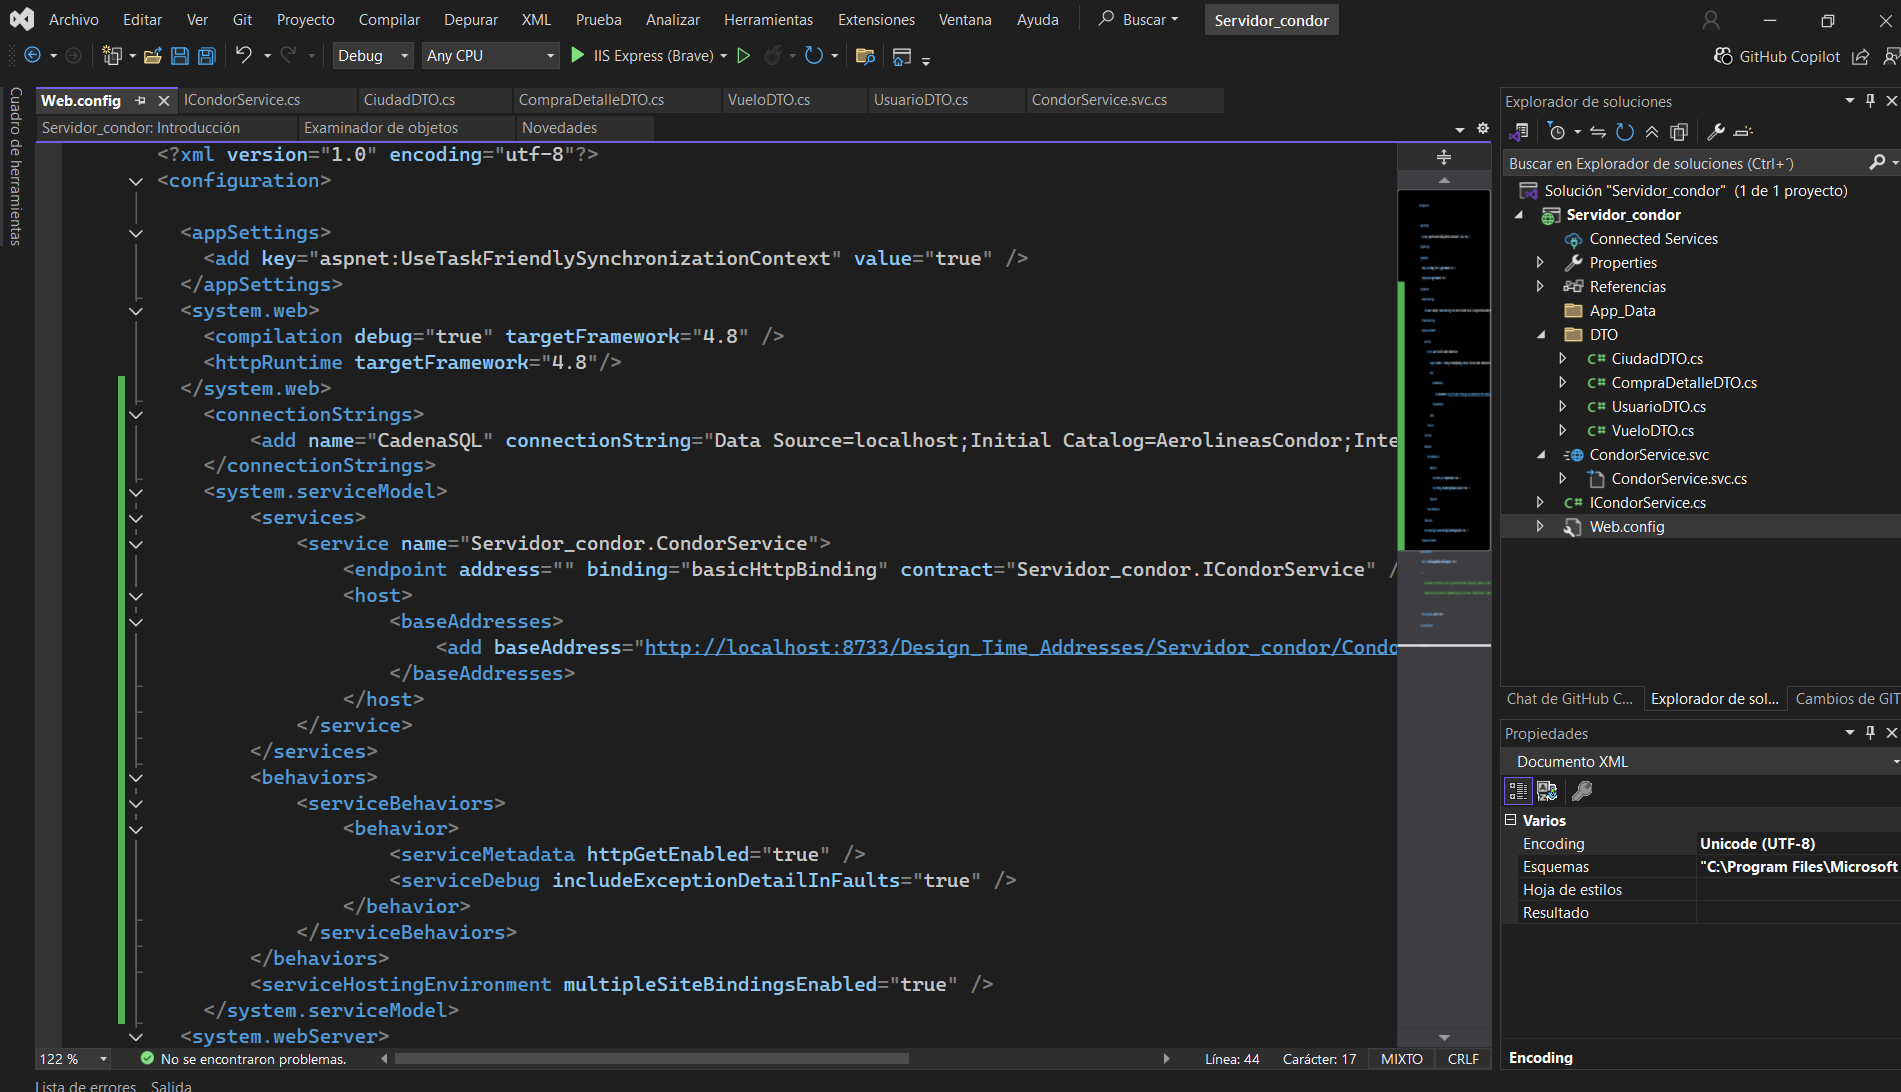 Archivo Editar Ver Git Proyecto Compilar Depurar XML Prueba Analizar Herramientas Extensiones Ventana Ayuda Buscar Servidor_condor
Debug Any CPU IIS Express (Brave) GitHub Copilot
Cuadro de herramientas
Web.config ICondorService.cs CiudadDTO.cs CompraDetalleDTO.cs VueloDTO.cs UsuarioDTO.cs CondorService.svc.cs
Servidor_condor: Introducción Examinador de objetos Novedades
<?xml version="1.0" encoding="utf-8"?>
<configuration>
<appSettings>
<add key="aspnet:UseTaskFriendlySynchronizationContext" value="true" />
</appSettings>
<system.web>
<compilation debug="true" targetFramework="4.8" />
<httpRuntime targetFramework="4.8"/>
</system.web>
<connectionStrings>
<add name="CadenaSQL" connectionString="Data Source=localhost;Initial Catalog=AerolineasCondor;Inte
</connectionStrings>
<system.serviceModel>
<services>
<service name="Servidor_condor.CondorService">
<endpoint address="" binding="basicHttpBinding" contract="Servidor_condor.ICondorService" /
<host>
<baseAddresses>
<add baseAddress="http://localhost:8733/Design_Time_Addresses/Servidor_condor/Condo
</baseAddresses>
</host>
</service>
</services>
<behaviors>
<serviceBehaviors>
<behavior>
<serviceMetadata httpGetEnabled="true" />
<serviceDebug includeExceptionDetailInFaults="true" />
</behavior>
</serviceBehaviors>
</behaviors>
<serviceHostingEnvironment multipleSiteBindingsEnabled="true" />
</system.serviceModel>
<system.webServer>
122 % No se encontraron problemas. Línea: 44 Carácter: 17 MIXTO CRLF
Lista de errores Salida
Explorador de soluciones
Buscar en Explorador de soluciones (Ctrl+´)
Solución "Servidor_condor" (1 de 1 proyecto)
Servidor_condor
Connected Services
Properties
Referencias
App_Data
DTO
C# CiudadDTO.cs
C# CompraDetalleDTO.cs
C# UsuarioDTO.cs
C# VueloDTO.cs
CondorService.svc
CondorService.svc.cs
C# ICondorService.cs
Web.config
Chat de GitHub C... Explorador de sol... Cambios de GIT
Propiedades
Documento XML
Varios
Encoding Unicode (UTF-8)
Esquemas "C:\Program Files\Microsoft
Hoja de estilos
Resultado
Encoding